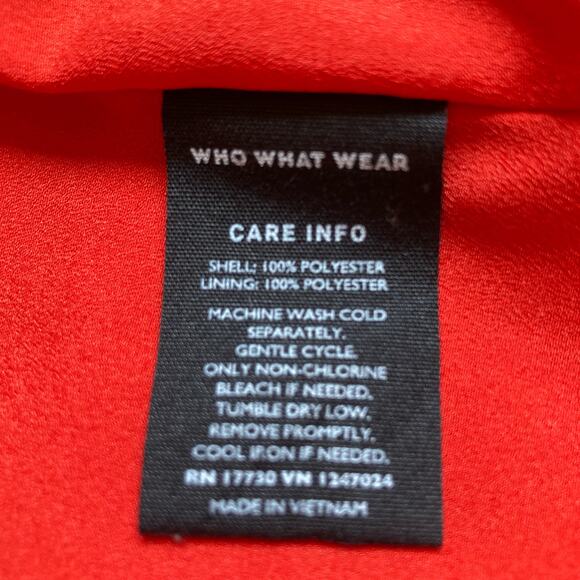 WHO WHAT WEAR
CARE INFO
SHELL: 100% POLYESTER
LINING: 100% POLYESTER
MACHINE WASH COLD
SEPARATELY.
GENTLE CYCLE.
ONLY NON-CHLORINE
BLEACH IF NEEDED.
TUMBLE DRY LOW.
REMOVE PROMPTLY.
COOL IRON IF NEEDED.
RN 17730 VN 1247024
MADE IN VIETNAM